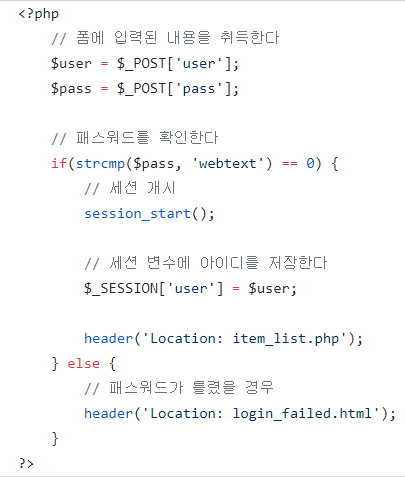 <?php
// 폼에 입력된 내용을 취득한다
$user = $_POST['user'];
$pass = $_POST['pass'];
// 패스워드를 확인한다
if(strcmp($pass, 'webtext') == 0) {
// 세션 개시
session_start();
// 세션 변수에 아이디를 저장한다
$_SESSION['user'] = $user;
header('Location: item_list.php');
} else {
// 패스워드가 틀렸을 경우
header('Location: login_failed.html');
}
?>